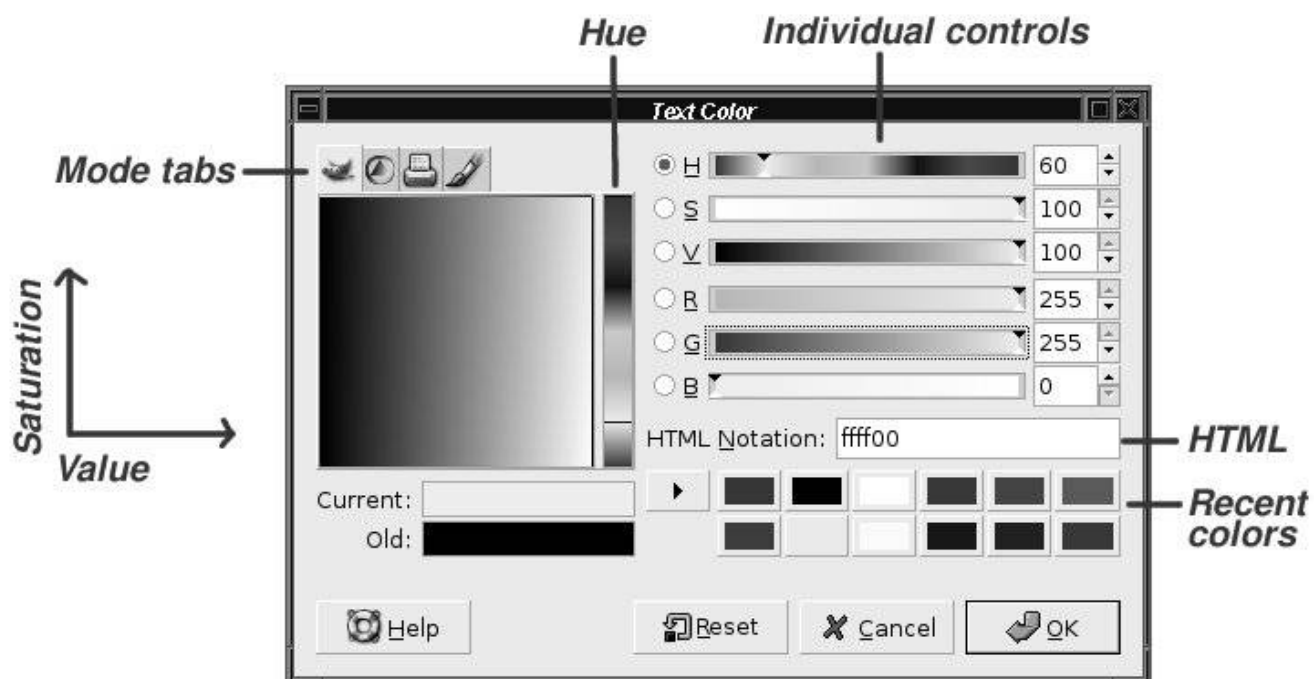 Hue
Individual controls
Text Color
Mode tabs
H 60
S 100
V 100
R 255
G 255
B 0
Saturation
Value
HTML Notation: ffff00
HTML
Current:
Old:
Recent
colors
Help
Reset
Cancel
OK